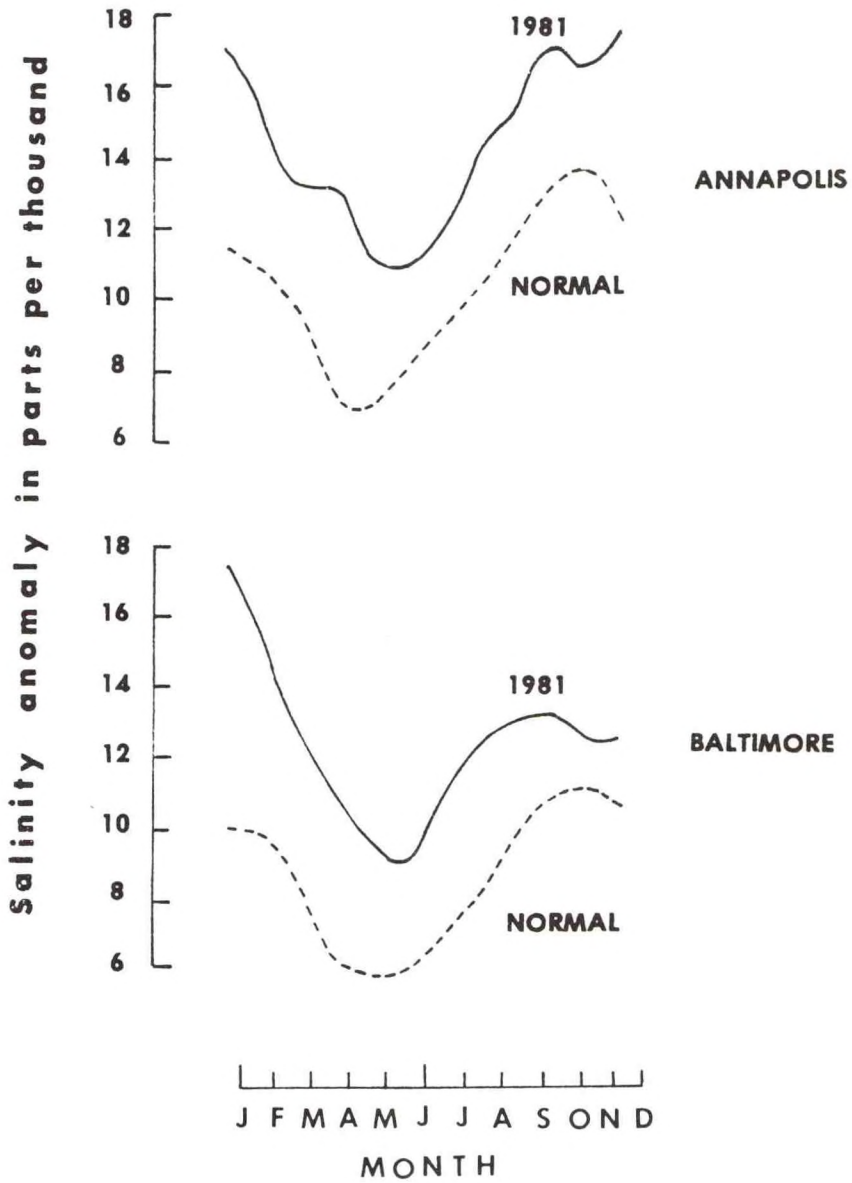 Salinity anomaly in parts per thousand
18
16
14
12
10
8
6
1981
ANNAPOLIS
NORMAL
18
16
14
12
10
8
6
1981
BALTIMORE
NORMAL
J F M A M J J A S O N D
MONTH